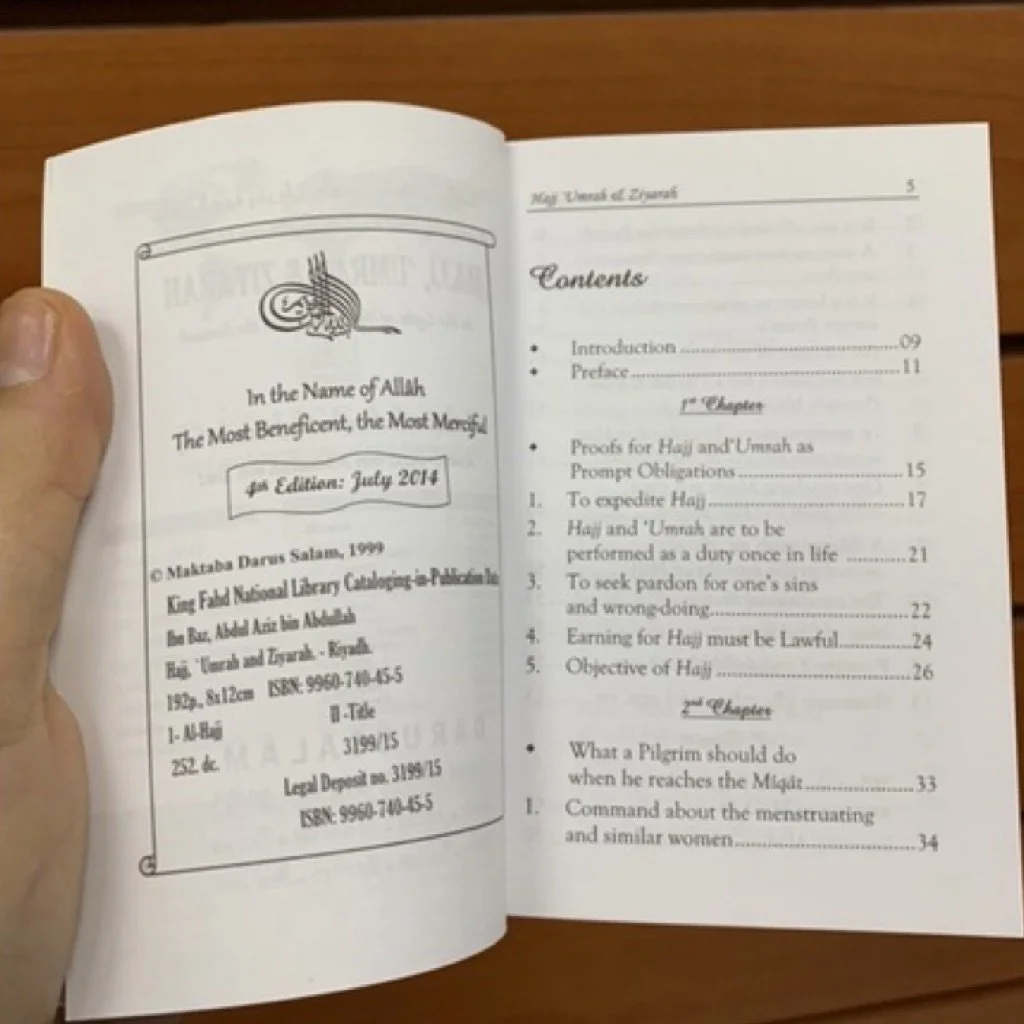 In the Name of Allâh
The Most Beneficent, the Most Merciful
4th Edition: July 2014
© Maktaba Darus Salam, 1999
King Fahd National Library Cataloging-in-Publication
Ibn Baz, Abdul Aziz bin Abdullah
Hajj, 'Umrah and Ziyarah. - Riyadh.
192p., 8x12cm ISBN: 9960-740-45-5
1- Al-Hajj II -Title
252. dc. 3199/15
Legal Deposit no. 3199/15
ISBN: 9960-740-45-5
Hajj 'Umrah & Ziyarah 5
Contents
• Introduction ..................................................09
• Preface............................................................11
1st Chapter
• Proofs for Hajj and'Umrah as
Prompt Obligations ....................................15
1. To expedite Hajj..........................................17
2. Hajj and 'Umrah are to be
performed as a duty once in life .............21
3. To seek pardon for one's sins
and wrong-doing..........................................22
4. Earning for Hajj must be Lawful..............24
5. Objective of Hajj .........................................26
2nd Chapter
• What a Pilgrim should do
when he reaches the Mîqât.......................33
1. Command about the menstruating
and similar women.......................................34